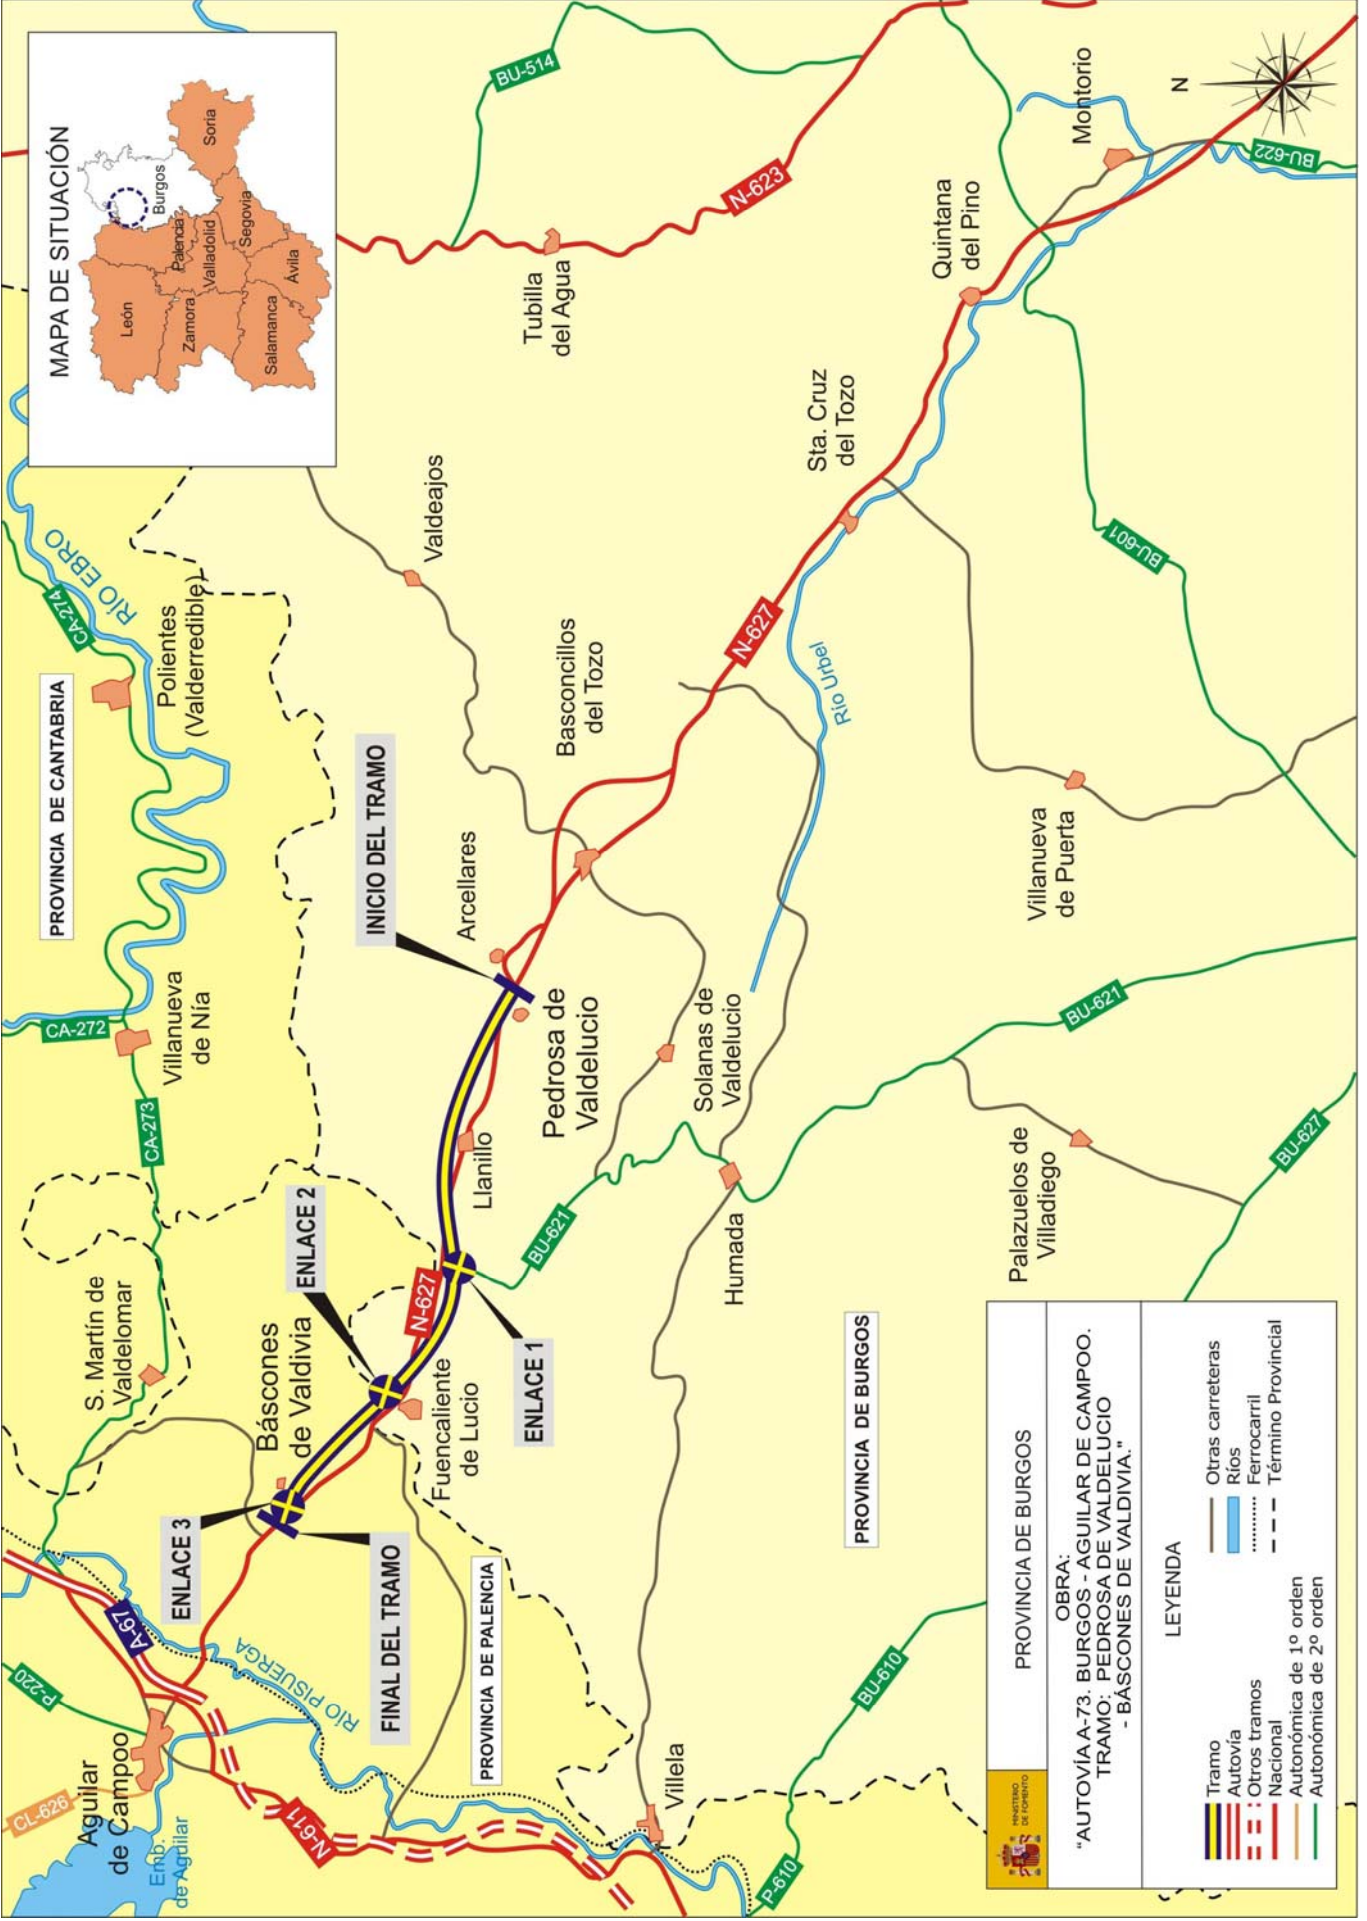 MAPA DE SITUACIÓN
León
Zamora
Salamanca
Palencia
Valladolid
Ávila
Segovia
Burgos
Soria
PROVINCIA DE CANTABRIA
CA-274
RÍO EBRO
Polientes
(Valderredible)
CA-272
Villanueva
de Nía
CA-273
S. Martín de
Valdelomar
BU-514
N-623
Tubilla
del Agua
Valdeajos
Basconcillos
del Tozo
Sta. Cruz
del Tozo
Quintana
del Pino
Montorio
N
BU-622
N-627
Río Urbel
BU-601
INICIO DEL TRAMO
Arcellares
Pedrosa de
Valdelucio
Solanas de
Valdelucio
Llanillo
Villanueva
de Puerta
BU-621
BU-621
Humada
Palazuelos de
Villadiego
BU-627
ENLACE 2
N-627
ENLACE 1
Báscones
de Valdivia
Fuencaliente
de Lucio
ENLACE 3
FINAL DEL TRAMO
PROVINCIA DE PALENCIA
PROVINCIA DE BURGOS
A-67
P-220
RÍO PISUERGA
Aguilar
de Campoo
CL-626
Emb.
de Aguilar
N-611
Villela
BU-610
P-610
MINISTERIO
DE FOMENTO
PROVINCIA DE BURGOS
OBRA:
"AUTOVÍA A-73. BURGOS - AGUILAR DE CAMPOO.
TRAMO: PEDROSA DE VALDELUCIO
- BÁSCONES DE VALDIVIA."
LEYENDA
Tramo
Autovía
Otros tramos
Nacional
Autonómica de 1º orden
Autonómica de 2º orden
Otras carreteras
Ríos
Ferrocarril
Término Provincial